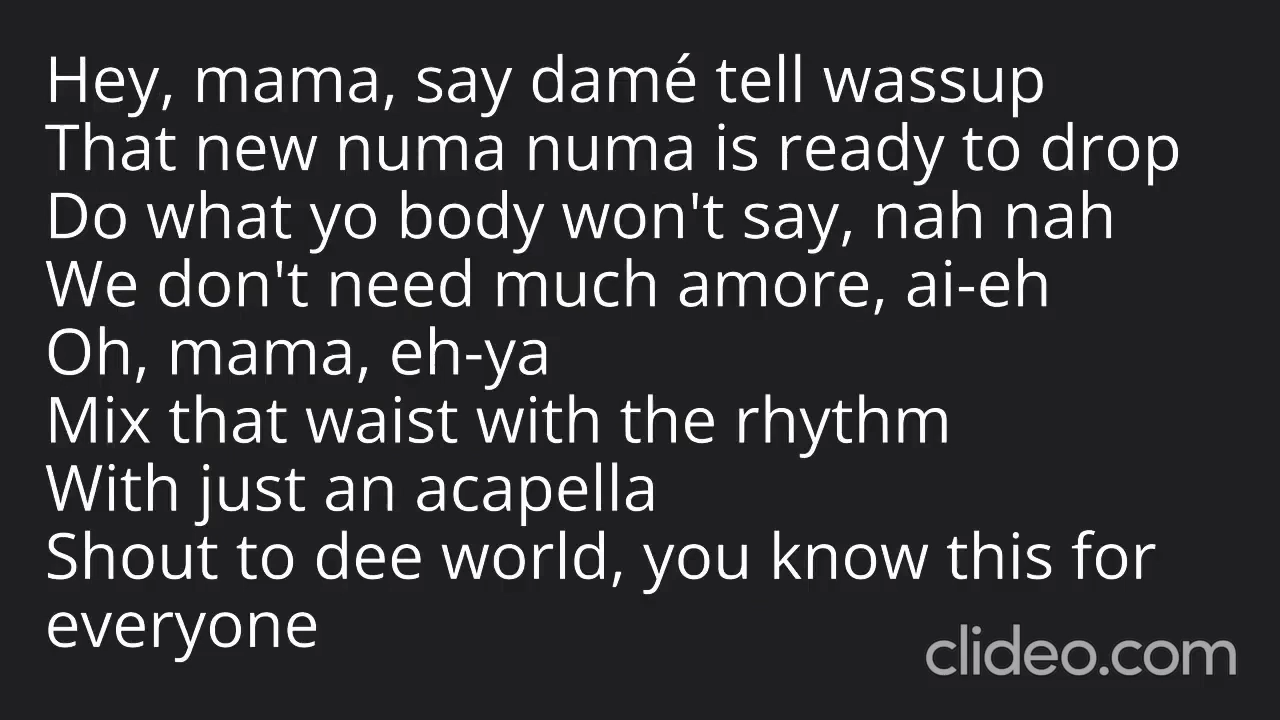 Hey, mama, say damé tell wassup
That new numa numa is ready to drop
Do what yo body won't say, nah nah
We don't need much amore, ai-eh
Oh, mama, eh-ya
Mix that waist with the rhythm
With just an acapella
Shout to dee world, you know this for
everyone
clideo.com